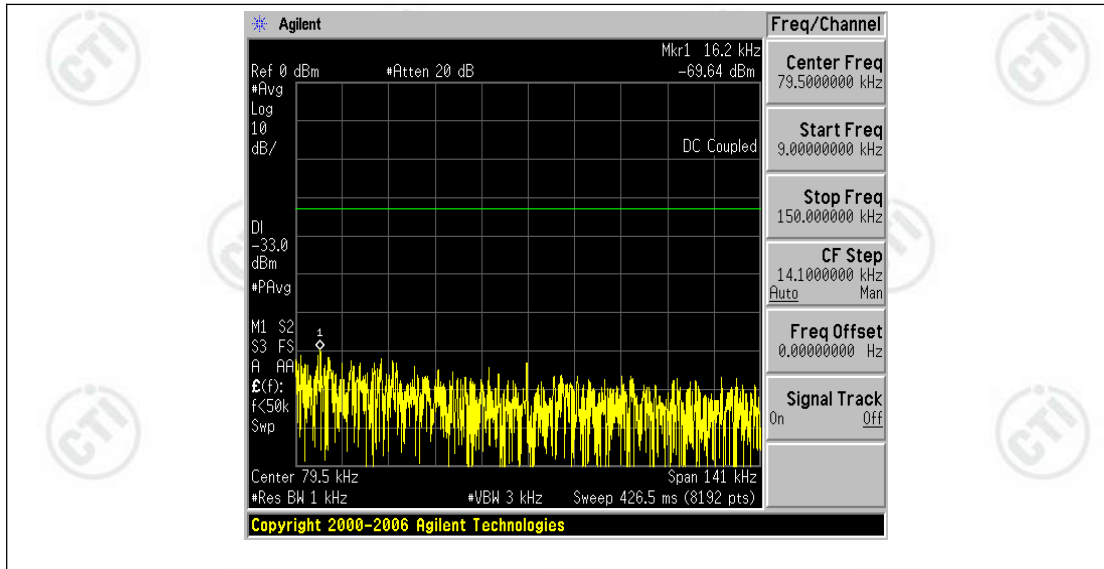 Agilent
Freq/Channel
Mkr1 16.2 kHz
Ref 0 dBm #Atten 20 dB -69.64 dBm
#Avg
Log
10
dB/
DC Coupled
DI
-33.0
dBm
#PAvg
M1 S2
S3 FS
A AA
£(f):
f<50k
Swp
1
Center 79.5 kHz Span 141 kHz
#Res BW 1 kHz #VBW 3 kHz Sweep 426.5 ms (8192 pts)
Copyright 2000-2006 Agilent Technologies
Center Freq
79.5000000 kHz
Start Freq
9.00000000 kHz
Stop Freq
150.000000 kHz
CF Step
14.1000000 kHz
Auto Man
Freq Offset
0.00000000 Hz
Signal Track
On Off
CTI
CTI
CTI
CTI